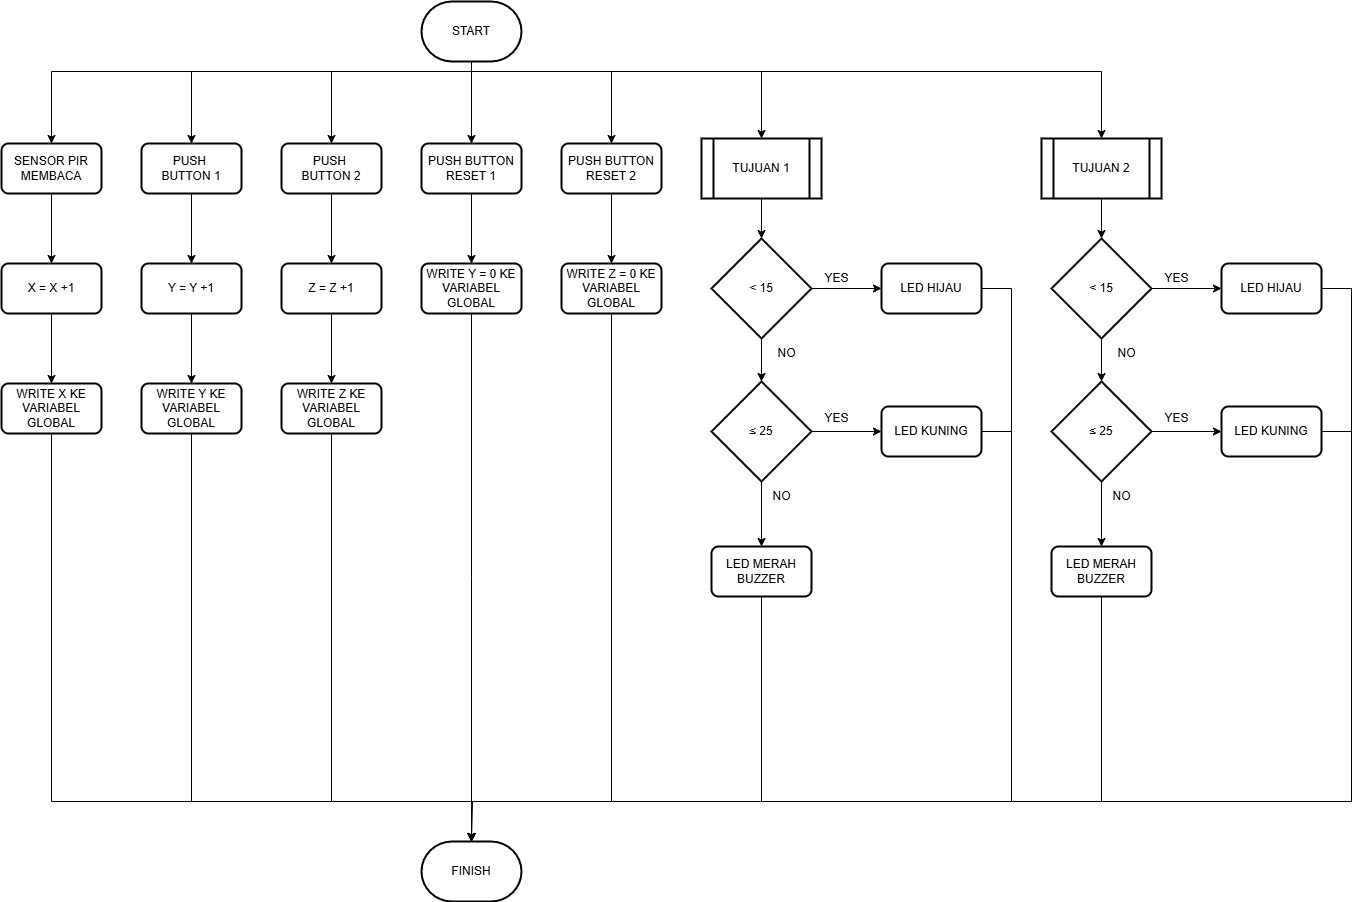 START
SENSOR PIR
MEMBACA
PUSH
BUTTON 1
PUSH
BUTTON 2
PUSH BUTTON
RESET 1
PUSH BUTTON
RESET 2
TUJUAN 1
TUJUAN 2
X = X +1
Y = Y +1
Z = Z +1
WRITE Y = 0 KE
VARIABEL
GLOBAL
WRITE Z = 0 KE
VARIABEL
GLOBAL
< 15
YES
LED HIJAU
< 15
YES
LED HIJAU
NO
NO
WRITE X KE
VARIABEL
GLOBAL
WRITE Y KE
VARIABEL
GLOBAL
WRITE Z KE
VARIABEL
GLOBAL
≤ 25
YES
LED KUNING
≤ 25
YES
LED KUNING
NO
NO
LED MERAH
BUZZER
LED MERAH
BUZZER
FINISH